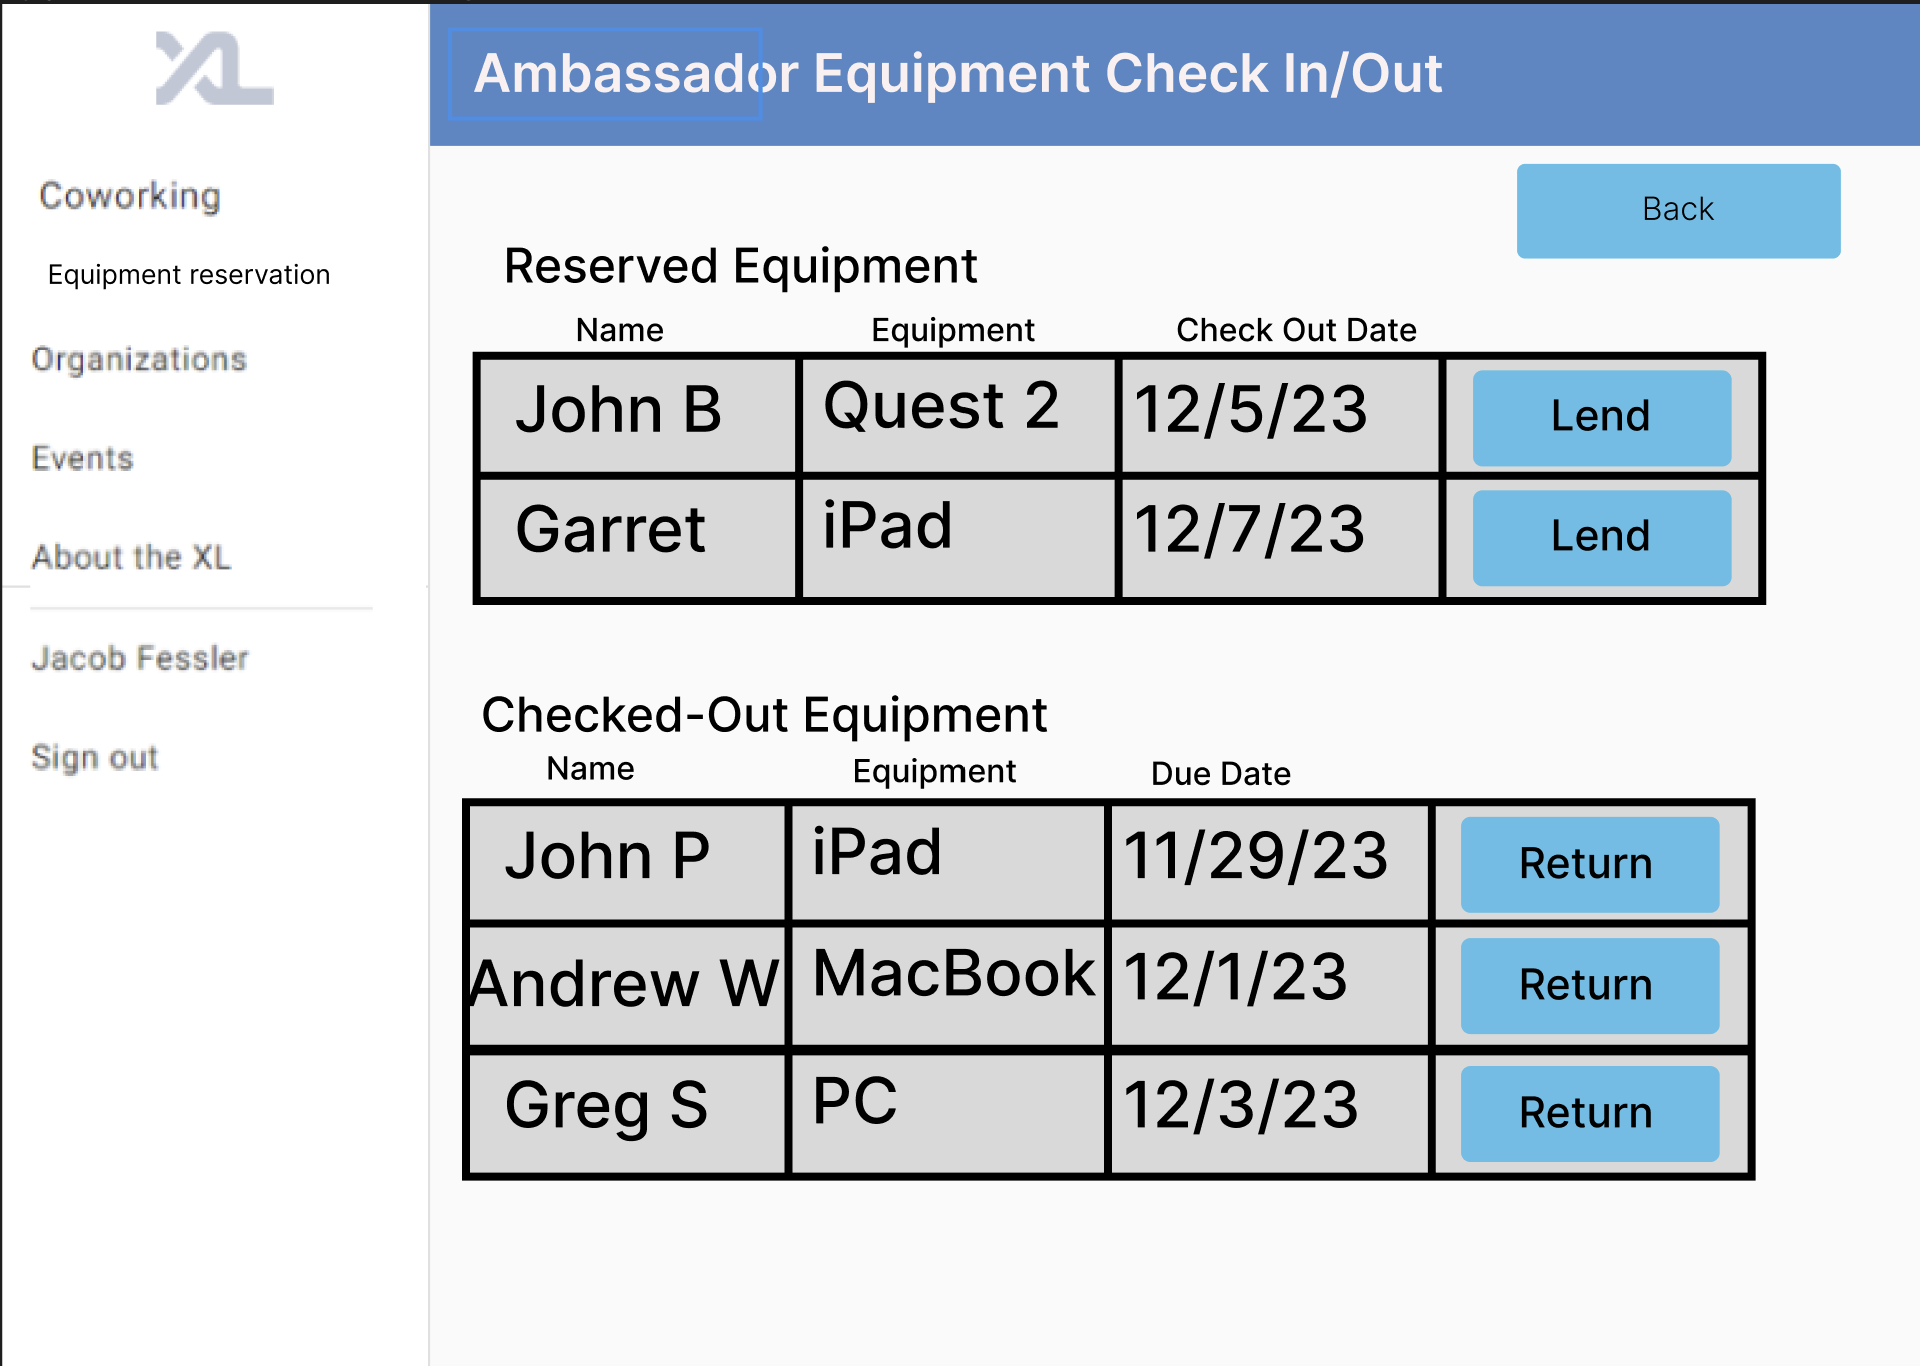 XL
Ambassador Equipment Check In/Out
Coworking
Equipment reservation
Organizations
Events
About the XL
Jacob Fessler
Sign out
Back
Reserved Equipment
Name Equipment Check Out Date
John B Quest 2 12/5/23 Lend
Garret iPad 12/7/23 Lend
Checked-Out Equipment
Name Equipment Due Date
John P iPad 11/29/23 Return
Andrew W MacBook 12/1/23 Return
Greg S PC 12/3/23 Return